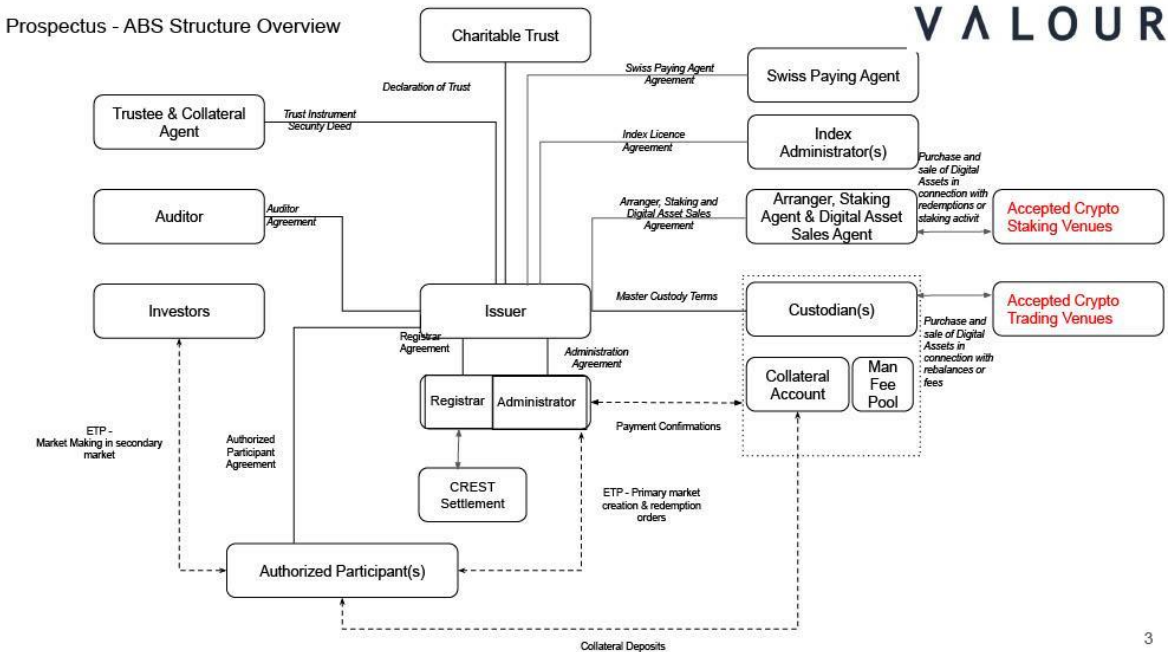 Prospectus - ABS Structure Overview
VALOUR
Charitable Trust
Declaration of Trust
Swiss Paying Agent
Agreement
Swiss Paying Agent
Trustee & Collateral
Agent
Trust Instrument
Security Deed
Index Licence
Agreement
Index
Administrator(s)
Purchase and
sale of Digital
Assets in
connection with
redemptions or
staking activit
Auditor
Auditor
Agreement
Arranger, Staking and
Digital Asset Sales
Agreement
Arranger, Staking
Agent & Digital Asset
Sales Agent
Accepted Crypto
Staking Venues
Investors
Issuer
Master Custody Terms
Custodian(s)
Accepted Crypto
Trading Venues
Purchase and
sale of Digital
Assets in
connection with
rebalances or
fees
Registrar
Agreement
Administration
Agreement
Collateral
Account
Man
Fee
Pool
Registrar
Administrator
Payment Confirmations
ETP -
Market Making in secondary
market
Authorized
Participant
Agreement
CREST
Settlement
ETP - Primary market
creation & redemption
orders
Authorized Participant(s)
Collateral Deposits
3